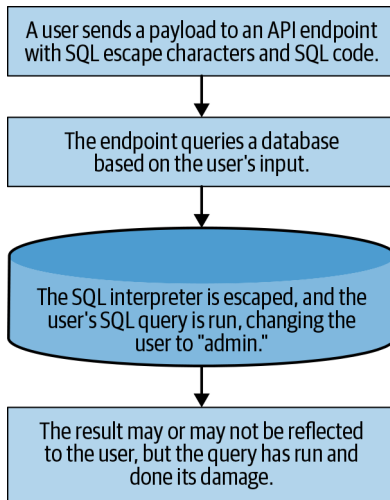 A user sends a payload to an API endpoint
with SQL escape characters and SQL code.
The endpoint queries a database
based on the user's input.
The SQL interpreter is escaped, and the
user's SQL query is run, changing the
user to "admin."
The result may or may not be reflected
to the user, but the query has run and
done its damage.